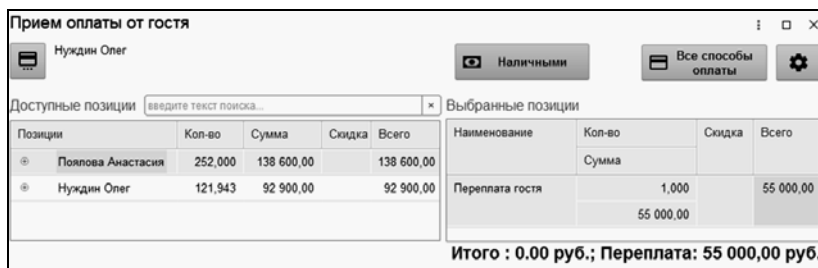 Прием оплаты от гостя
Нуждин Олег
Наличными
Все способы оплаты
Доступные позиции введите текст поиска...
Позиции Кол-во Сумма Скидка Всего
Поялова Анастасия 252,000 138 600,00 138 600,00
Нуждин Олег 121,943 92 900,00 92 900,00
Выбранные позиции
Наименование Кол-во Скидка Всего
Сумма
Переплата гостя 1,000 55 000,00
55 000,00
Итого : 0.00 руб.; Переплата: 55 000,00 руб.